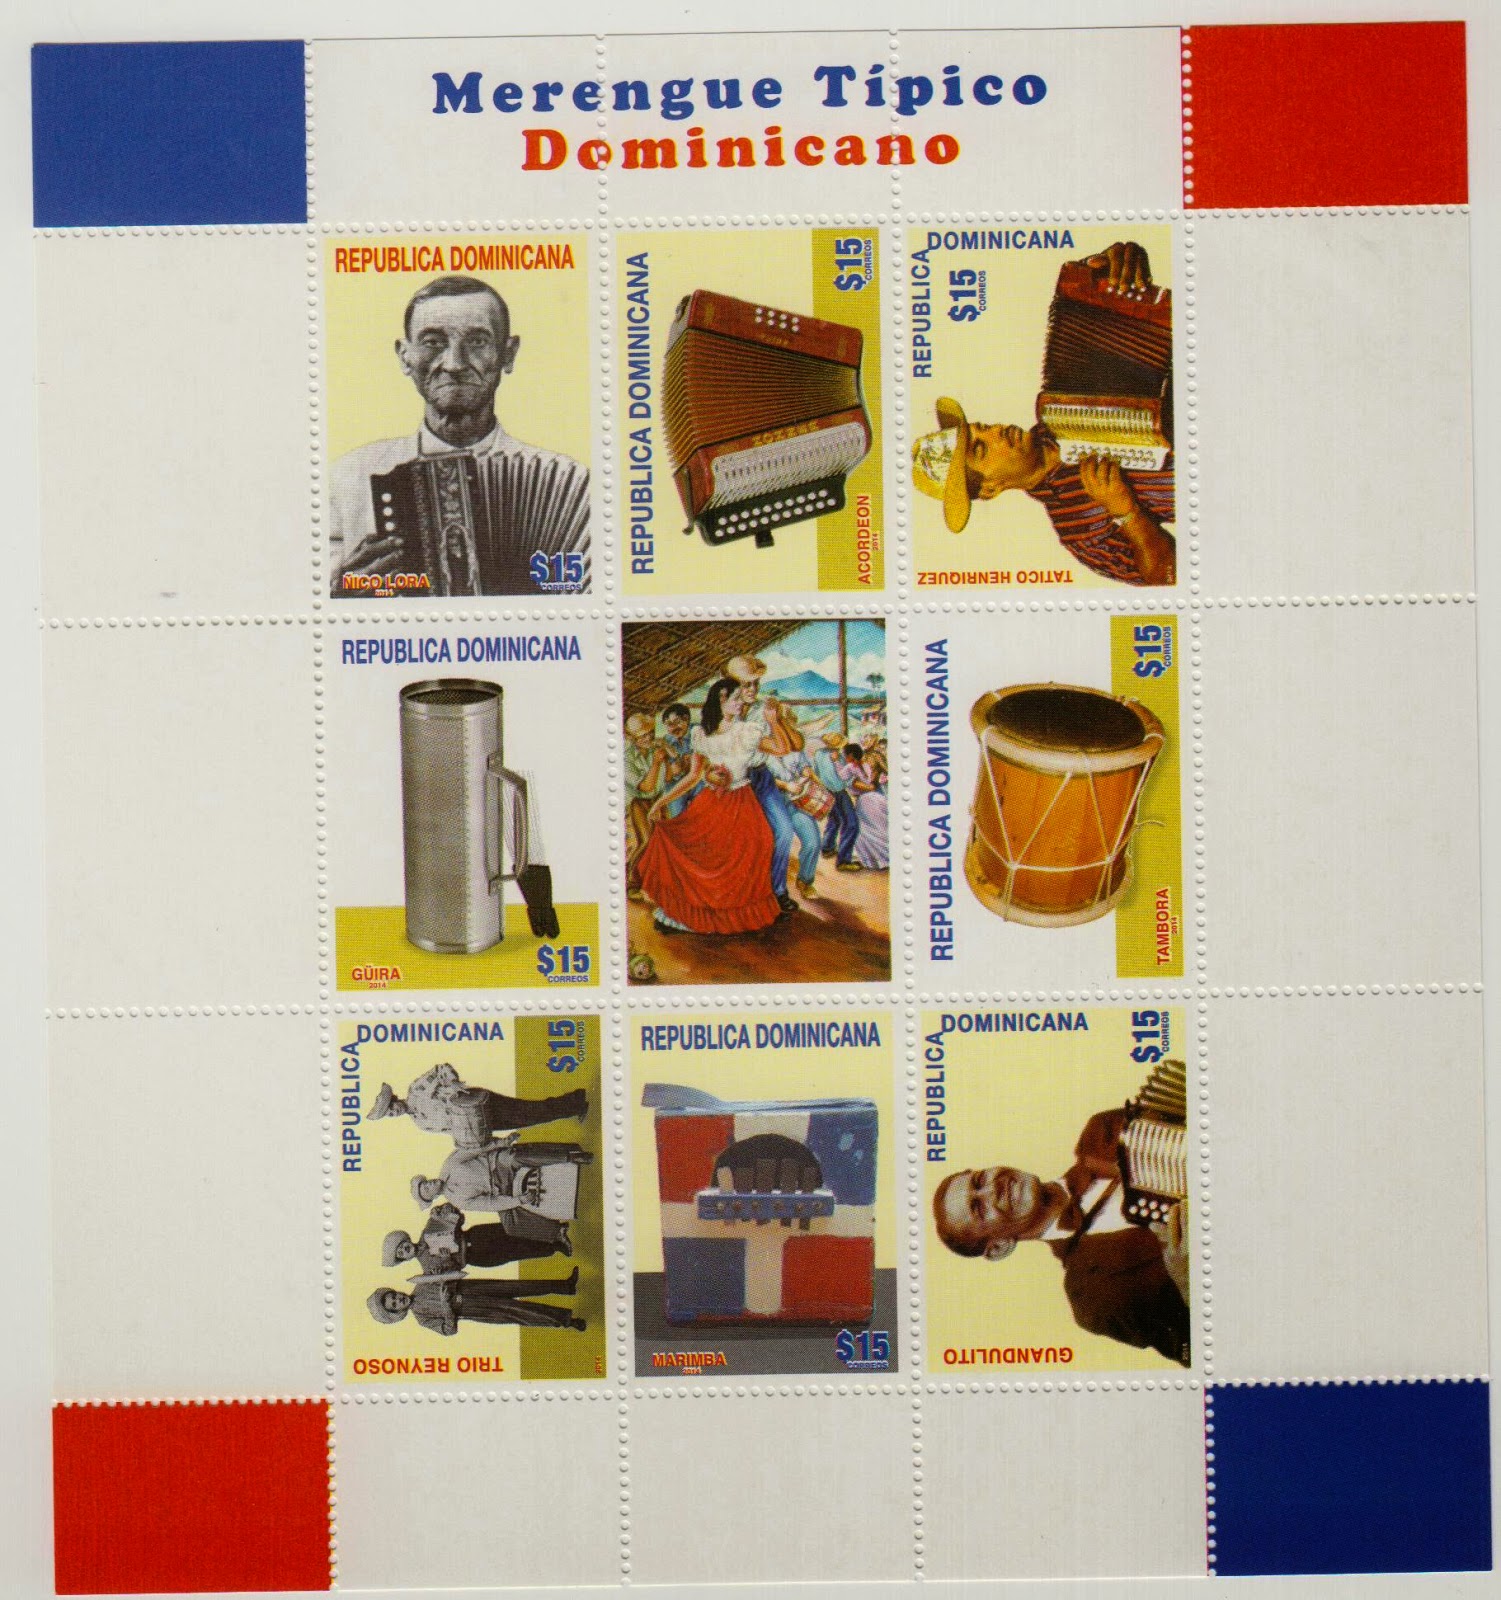 Merengue Típico
Dominicano
REPUBLICA DOMINICANA
ÑICO LORA
2014
$15
CORREOS
REPUBLICA DOMINICANA
$15
CORREOS
HOHNER
ACORDEON
2014
REPUBLICA DOMINICANA
$15
CORREOS
TATICO HENRIQUEZ
2014
REPUBLICA DOMINICANA
GÜIRA
2014
$15
CORREOS
REPUBLICA DOMINICANA
$15
CORREOS
TAMBORA
2014
REPUBLICA DOMINICANA
$15
CORREOS
TRIO REYNOSO
2014
REPUBLICA DOMINICANA
MARIMBA
2014
$15
CORREOS
REPUBLICA DOMINICANA
$15
CORREOS
GUANDULITO
2014